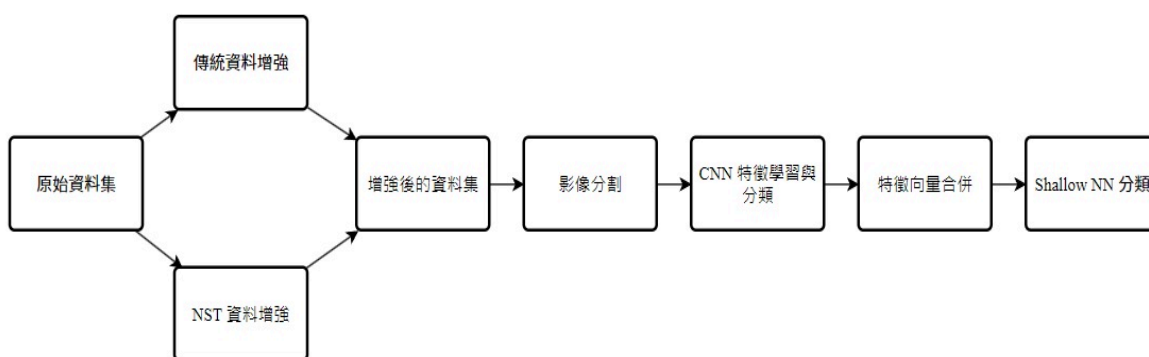 傳統資料增強
原始資料集
增強後的資料集
影像分割
CNN 特徵學習與
分類
特徵向量合併
Shallow NN 分類
NST 資料增強